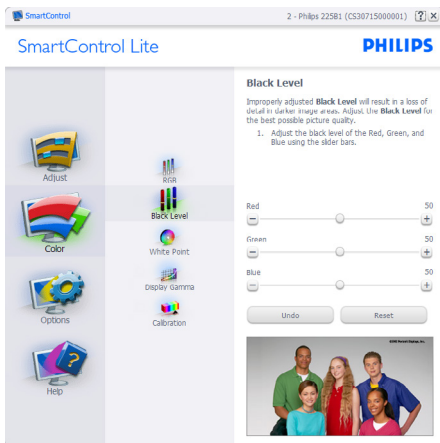 SmartControl
2 - Philips 225B1 (CS30715000001)
SmartControl Lite
PHILIPS
Adjust
Color
Options
Help
RGB
Black Level
White Point
Display Gamma
Calibration
Black Level
Improperly adjusted Black Level will result in a loss of
detail in darker image areas. Adjust the Black Level for
the best possible picture quality.
1. Adjust the black level of the Red, Green, and
Blue using the slider bars.
Red 50
Green 50
Blue 50
Undo Reset